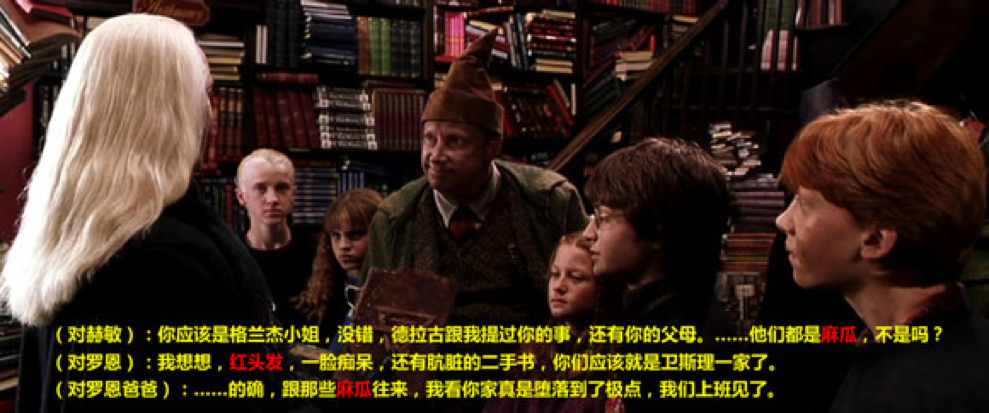 （对赫敏）：你应该是格兰杰小姐，没错，德拉古跟我提过你的事，还有你的父母。……他们都是麻瓜，不是吗？
（对罗恩）：我想想，红头发，一脸痴呆，还有肮脏的二手书，你们应该就是卫斯理一家了。
（对罗恩爸爸）：……的确，跟那些麻瓜往来，我看你家真是堕落到了极点，我们上班见了。